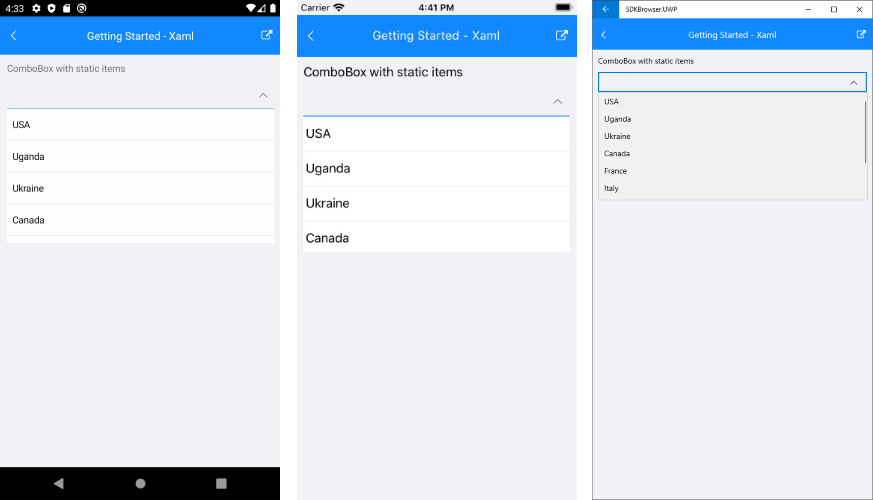 4:33
Getting Started - Xaml
ComboBox with static items
USA
Uganda
Ukraine
Canada
Carrier
4:41 PM
Getting Started - Xaml
ComboBox with static items
USA
Uganda
Ukraine
Canada
SDKBrowser.UWP
Getting Started - Xaml
ComboBox with static items
USA
Uganda
Ukraine
Canada
France
Italy